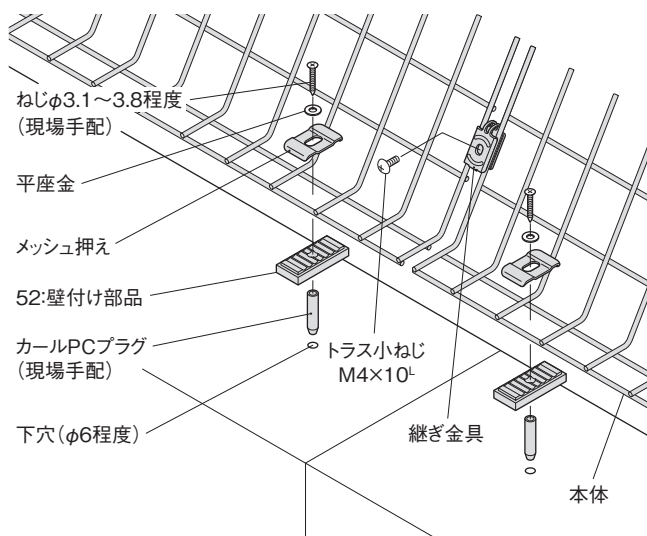 ねじφ3.1～3.8程度
（現場手配）
平座金
メッシュ押え
52:壁付け部品
カールPCプラグ
（現場手配）
下穴（φ6程度）
トラス小ねじ
M4×10ᴸ
継ぎ金具
本体